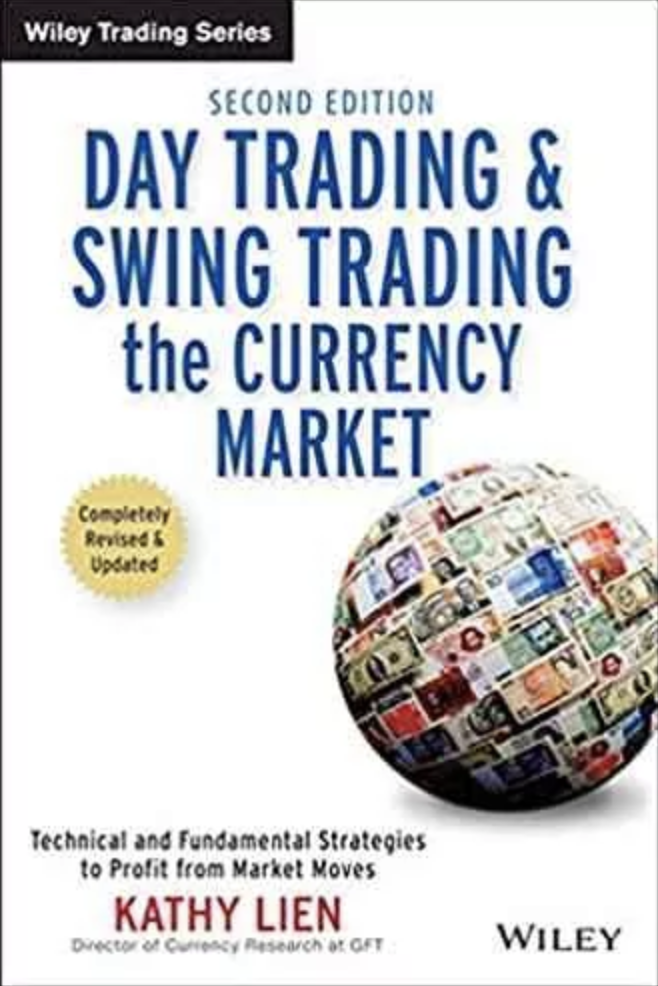 Wiley Trading Series
SECOND EDITION
DAY TRADING &
SWING TRADING
the CURRENCY
MARKET
Completely
Revised &
Updated
Technical and Fundamental Strategies
to Profit from Market Moves
KATHY LIEN
Director of Currency Research at GFT
WILEY